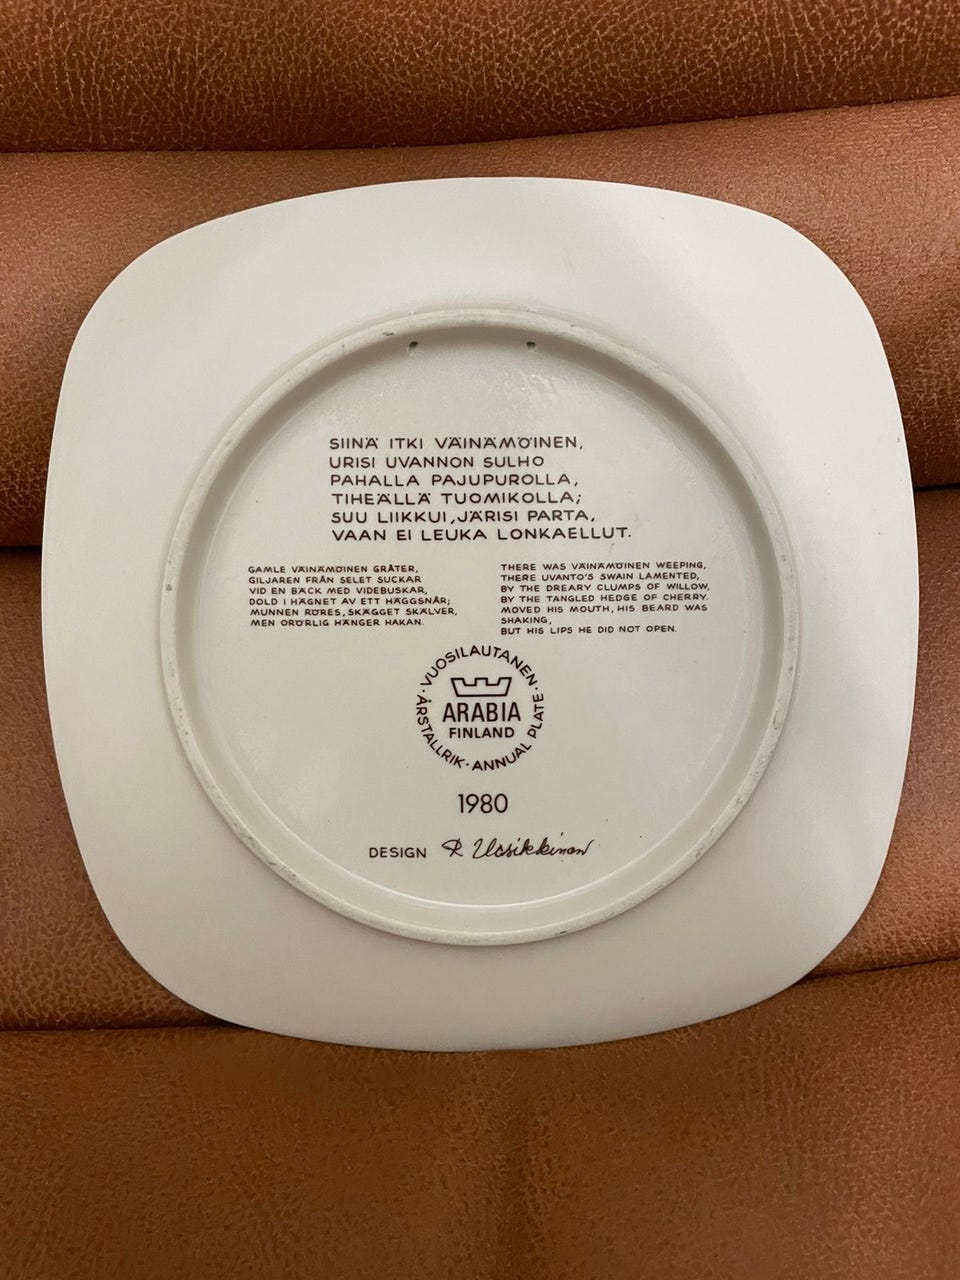 SIINÄ ITKI VÄINÄMÖINEN,
URISI UVANNON SULHO
PAHALLA PAJUPUROLLA,
TIHEÄLLÄ TUOMIKOLLA;
SUU LIIKKUI, JÄRISI PARTA,
VAAN EI LEUKA LONKAELLUT.
GAMLE VÄINÄMÖINEN GRÅTER,
GILJAREN FRÅN SELET SUCKAR
VID EN BÄCK MED VIDEBUSKAR,
DOLD I HÄGNET AV ETT HÄGGSNÅR;
MUNNEN RÖRES, SKÄGGET SKÄLVER,
MEN ORÖRLIG HÄNGER HAKAN.
THERE WAS VÄINÄMÖINEN WEEPING,
THERE UVANTO'S SWAIN LAMENTED,
BY THE DREARY CLUMPS OF WILLOW,
BY THE TANGLED HEDGE OF CHERRY.
MOVED HIS MOUTH, HIS BEARD WAS
SHAKING,
BUT HIS LIPS HE DID NOT OPEN.
·VUOSILAUTANEN·
ARABIA
FINLAND
ÅRSTALLRIK·ANNUAL PLATE
1980
DESIGN R Uosikkinen